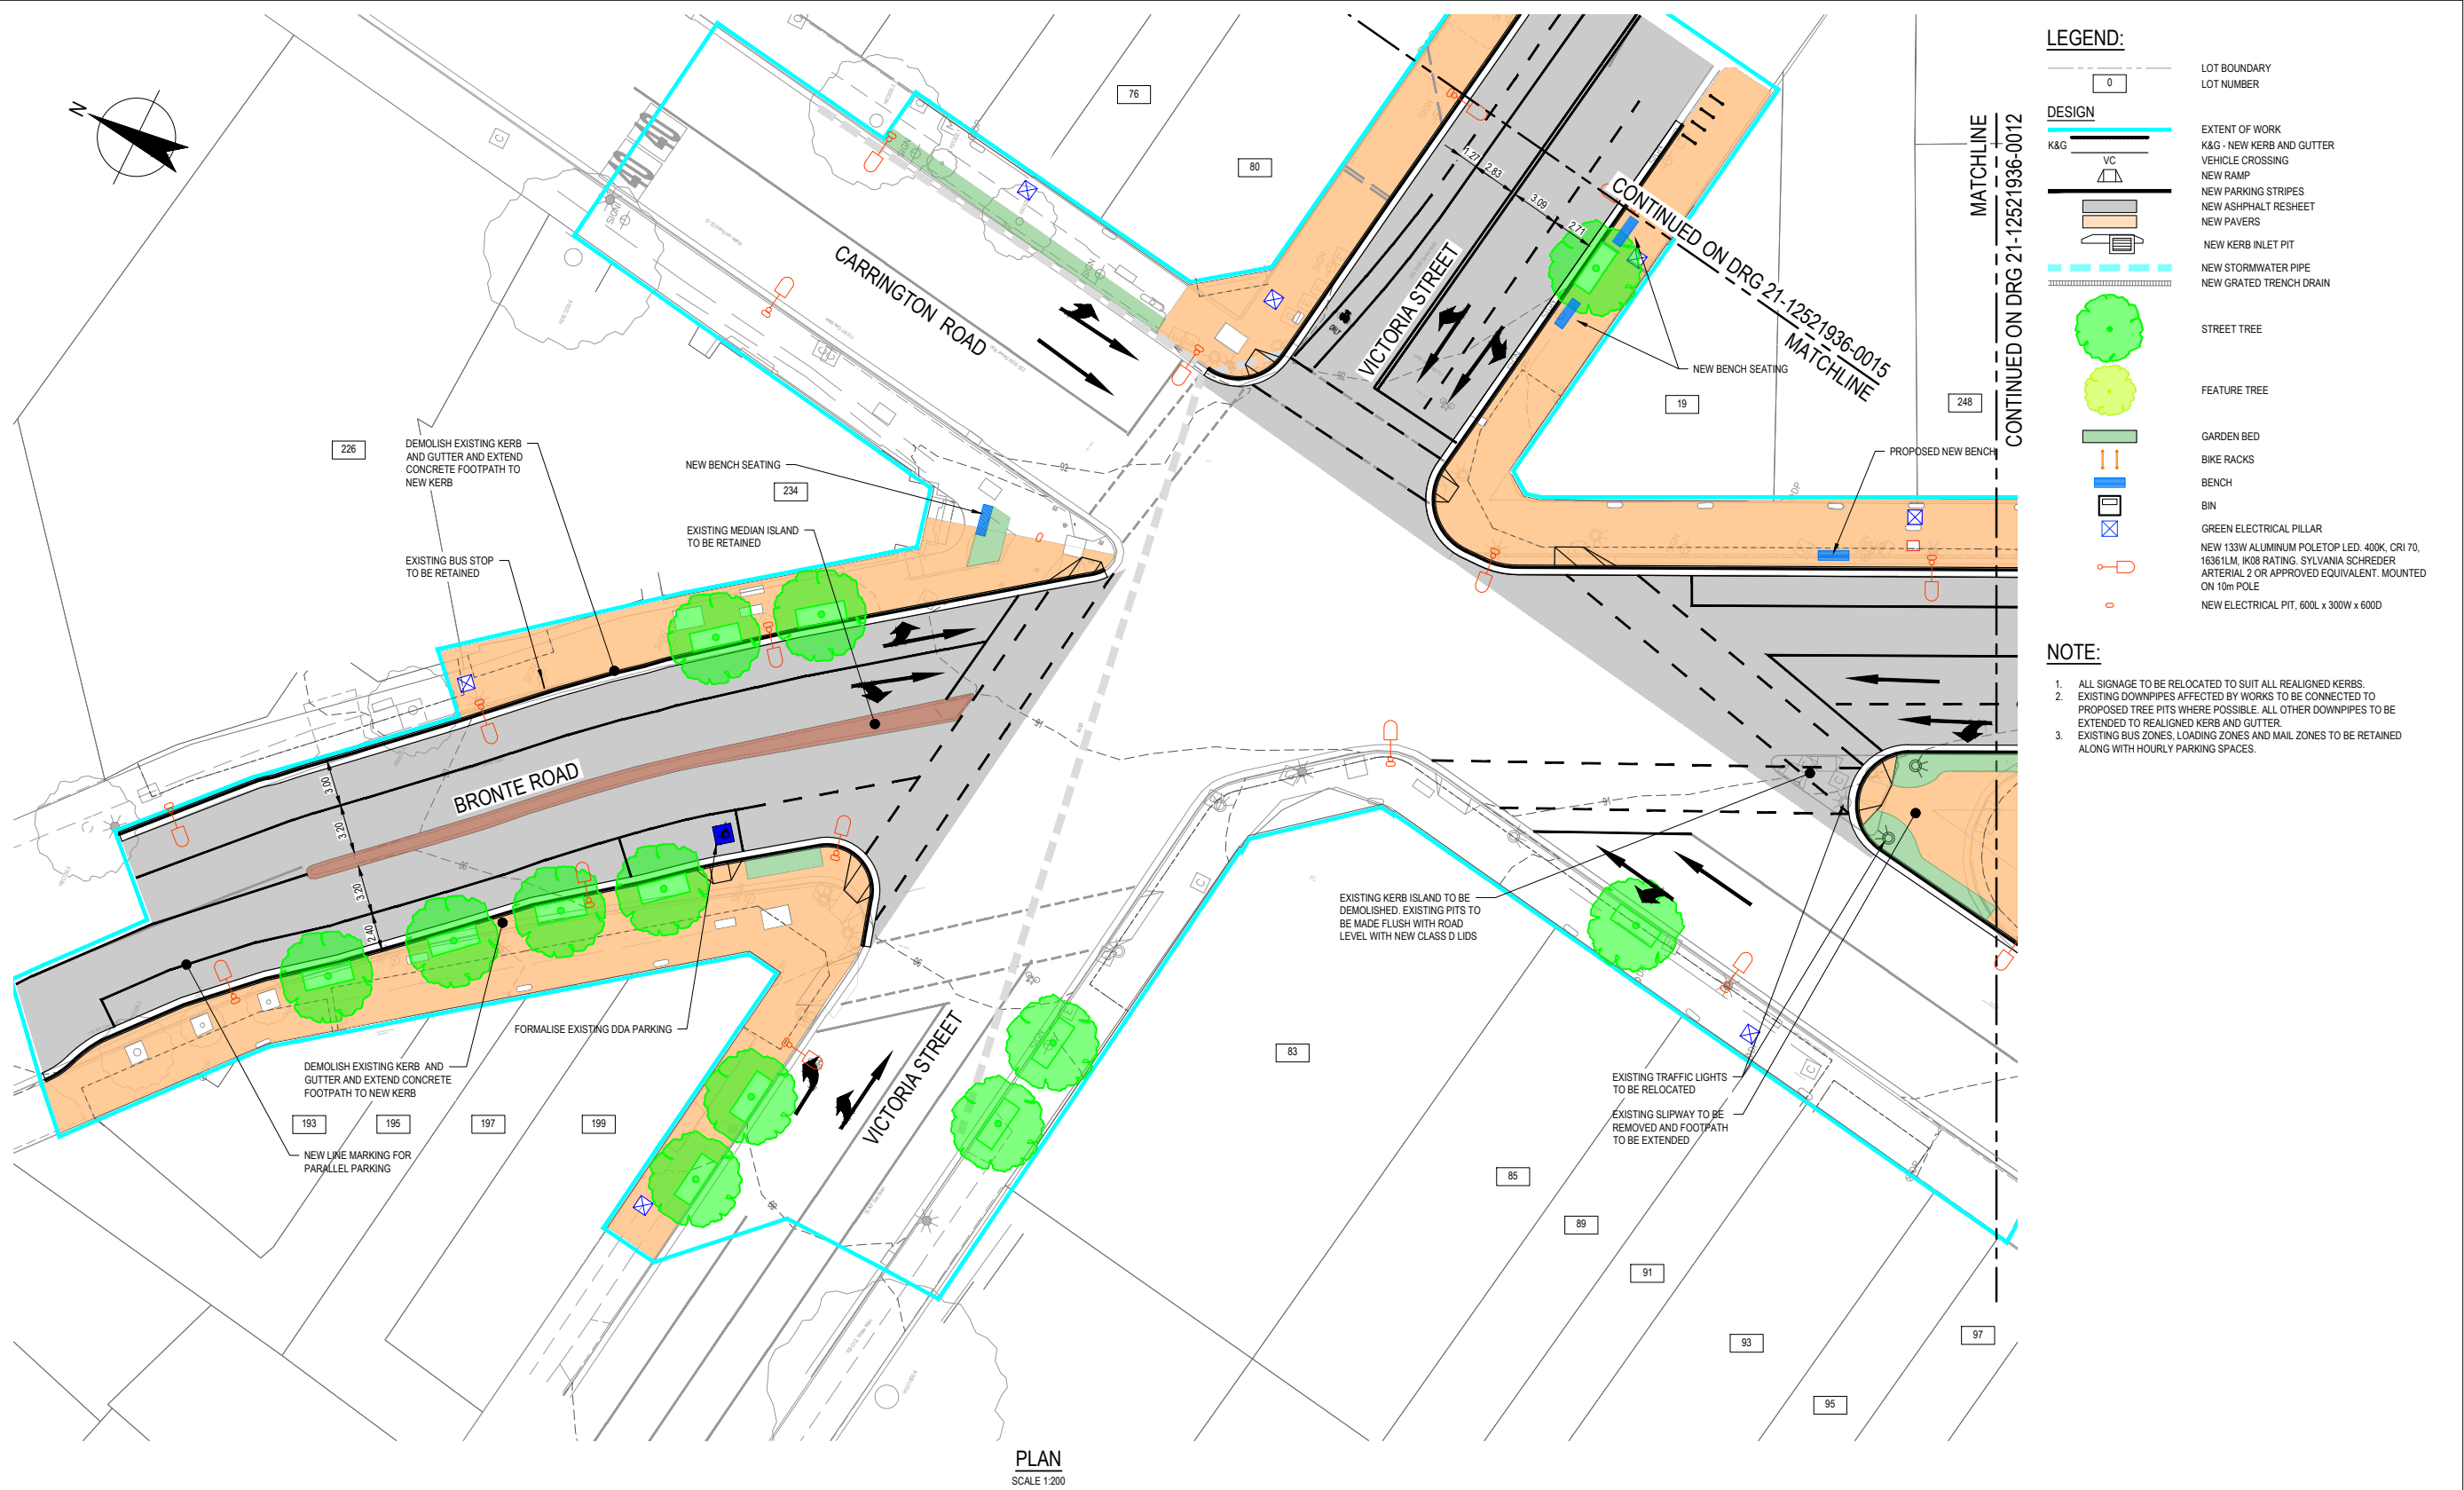 N
40 40
CARRINGTON ROAD
76
80
VICTORIA STREET
ONLY
1.27
2.83
3.09
2.71
CONTINUED ON DRG 21-12521936-0015
MATCHLINE
NEW BENCH SEATING
19
248
MATCHLINE
CONTINUED ON DRG 21-12521936-0012
PROPOSED NEW BENCH
226
DEMOLISH EXISTING KERB
AND GUTTER AND EXTEND
CONCRETE FOOTPATH TO
NEW KERB
NEW BENCH SEATING
234
EXISTING MEDIAN ISLAND
TO BE RETAINED
EXISTING BUS STOP
TO BE RETAINED
92
92
91
91
BRONTE ROAD
3.00
3.20
3.20
2.40
FORMALISE EXISTING DDA PARKING
DEMOLISH EXISTING KERB AND
GUTTER AND EXTEND CONCRETE
FOOTPATH TO NEW KERB
193
195
197
199
NEW LINE MARKING FOR
PARALLEL PARKING
VICTORIA STREET
83
85
89
91
93
95
97
EXISTING KERB ISLAND TO BE
DEMOLISHED. EXISTING PITS TO
BE MADE FLUSH WITH ROAD
LEVEL WITH NEW CLASS D LIDS
EXISTING TRAFFIC LIGHTS
TO BE RELOCATED
EXISTING SLIPWAY TO BE
REMOVED AND FOOTPATH
TO BE EXTENDED
PLAN
SCALE 1:200
LEGEND:
LOT BOUNDARY
0 LOT NUMBER
DESIGN
EXTENT OF WORK
K&G K&G - NEW KERB AND GUTTER
VC VEHICLE CROSSING
NEW RAMP
NEW PARKING STRIPES
NEW ASHPHALT RESHEET
NEW PAVERS
NEW KERB INLET PIT
NEW STORMWATER PIPE
NEW GRATED TRENCH DRAIN
STREET TREE
FEATURE TREE
GARDEN BED
BIKE RACKS
BENCH
BIN
GREEN ELECTRICAL PILLAR
NEW 133W ALUMINUM POLETOP LED. 400K, CRI 70,
16361LM, IK08 RATING. SYLVANIA SCHREDER
ARTERIAL 2 OR APPROVED EQUIVALENT. MOUNTED
ON 10m POLE
NEW ELECTRICAL PIT, 600L x 300W x 600D
NOTE:
1. ALL SIGNAGE TO BE RELOCATED TO SUIT ALL REALIGNED KERBS.
2. EXISTING DOWNPIPES AFFECTED BY WORKS TO BE CONNECTED TO
PROPOSED TREE PITS WHERE POSSIBLE. ALL OTHER DOWNPIPES TO BE
EXTENDED TO REALIGNED KERB AND GUTTER.
3. EXISTING BUS ZONES, LOADING ZONES AND MAIL ZONES TO BE RETAINED
ALONG WITH HOURLY PARKING SPACES.